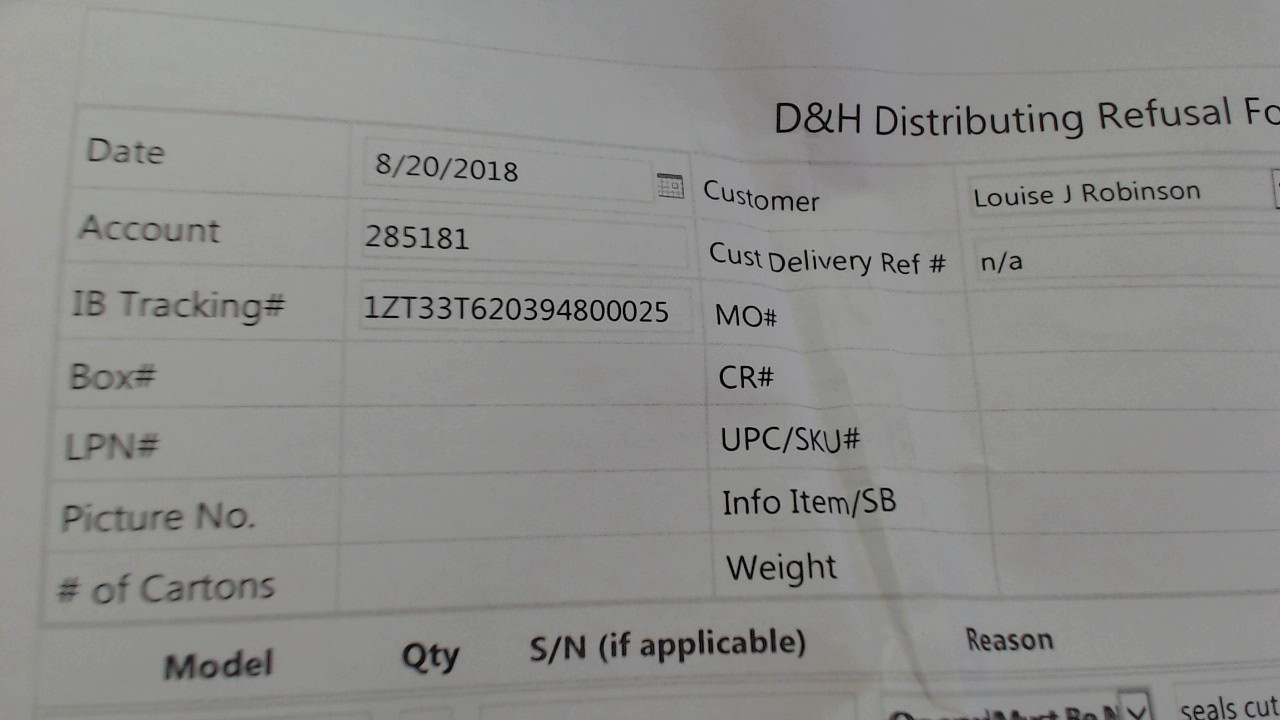 D&H Distributing Refusal
Date 8/20/2018 Customer Louise J Robinson
Account 285181 Cust Delivery Ref # n/a
IB Tracking# 1ZT33T620394800025 MO#
Box# CR#
LPN# UPC/SKU#
Picture No. Info Item/SB
# of Cartons Weight
Model Qty S/N (if applicable) Reason
seals cut